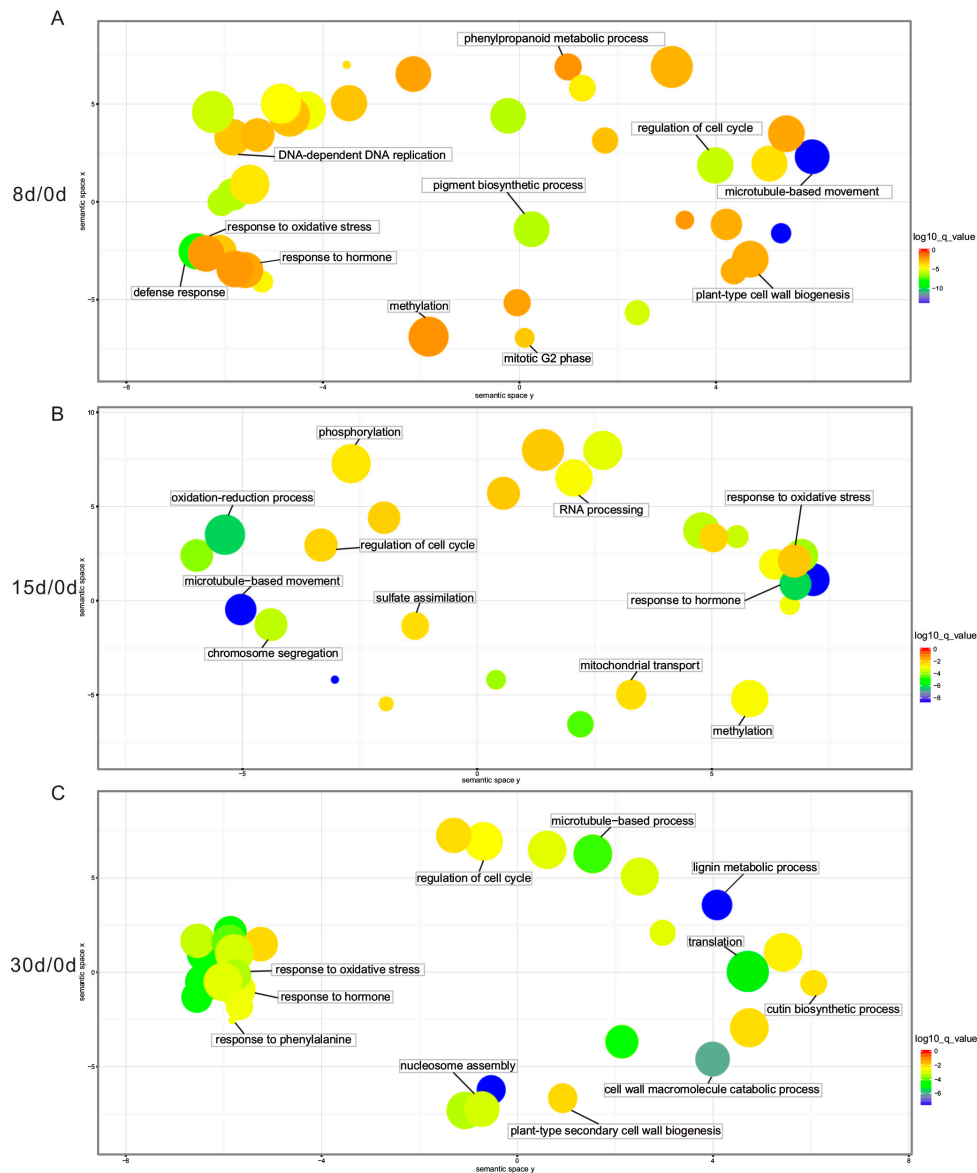 A
phenylpropanoid metabolic process
5
regulation of cell cycle
DNA−dependent DNA replication
pigment biosynthetic process
microtubule−based movement
8d/0d
semantic space x
0
response to oxidative stress
log10_q_value
response to hormone
0
−5
−10
defense response
plant−type cell wall biogenesis
−5
methylation
mitotic G2 phase
−8
−4
0
4
semantic space y
B
10
phosphorylation
oxidation−reduction process
response to oxidative stress
5
RNA processing
regulation of cell cycle
microtubule−based movement
15d/0d
semantic space x
0
sulfate assimilation
response to hormone
log10_q_value
chromosome segregation
0
−2
−4
−6
−8
mitochondrial transport
−5
methylation
−5
0
5
semantic space y
C
microtubule−based process
regulation of cell cycle
lignin metabolic process
5
translation
30d/0d
semantic space x
0
response to oxidative stress
response to hormone
cutin biosynthetic process
response to phenylalanine
log10_q_value
0
−2
−4
−6
nucleosome assembly
−5
cell wall macromolecule catabolic process
plant−type secondary cell wall biogenesis
−8
−4
0
4
8
semantic space y